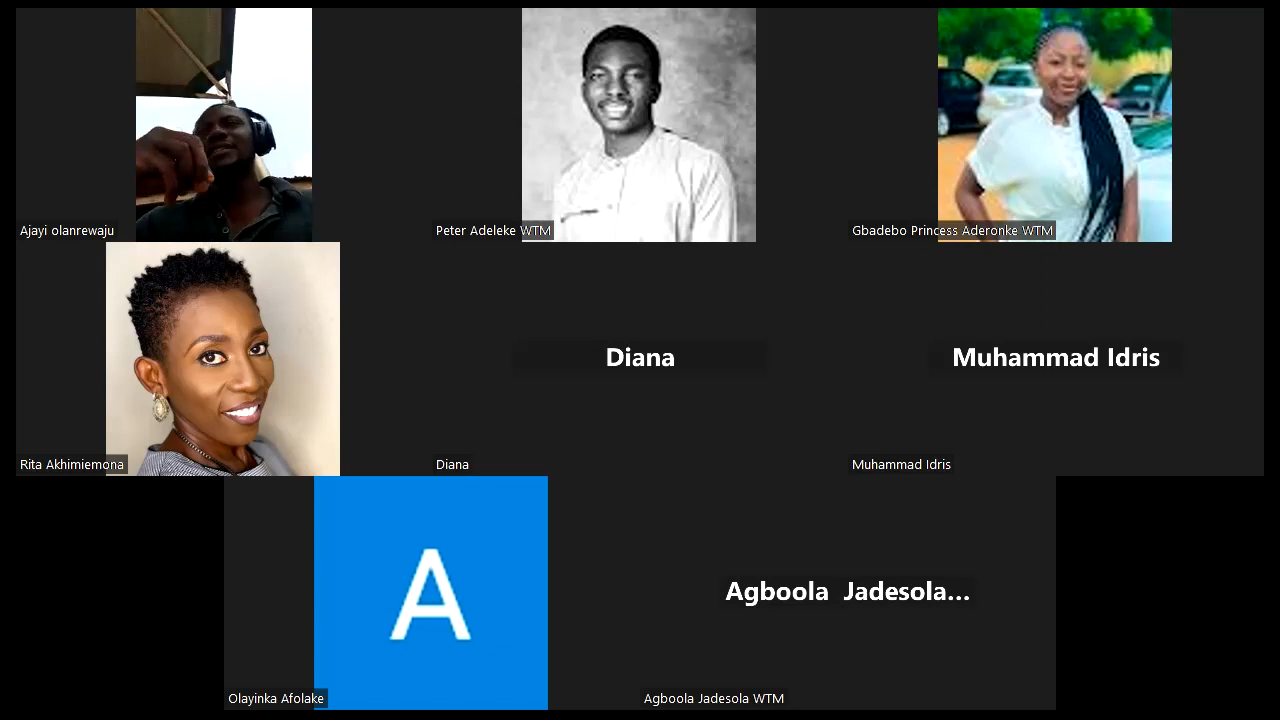 Ajayi olanrewaju
Peter Adeleke WTM
Gbadebo Princess Aderonke WTM
Rita Akhimiemona
Diana
Diana
Muhammad Idris
Muhammad Idris
A
Olayinka Afolake
Agboola Jadesola...
Agboola Jadesola WTM